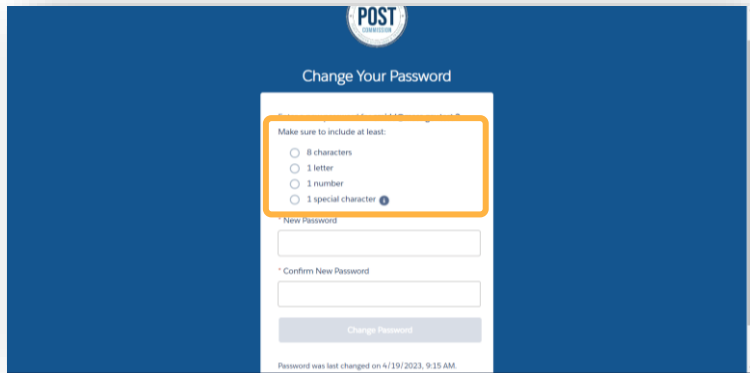 POST
COMMISSION
Change Your Password
Make sure to include at least:
8 characters
1 letter
1 number
1 special character i
* New Password
* Confirm New Password
Change Password
Password was last changed on 4/19/2023, 9:15 AM.